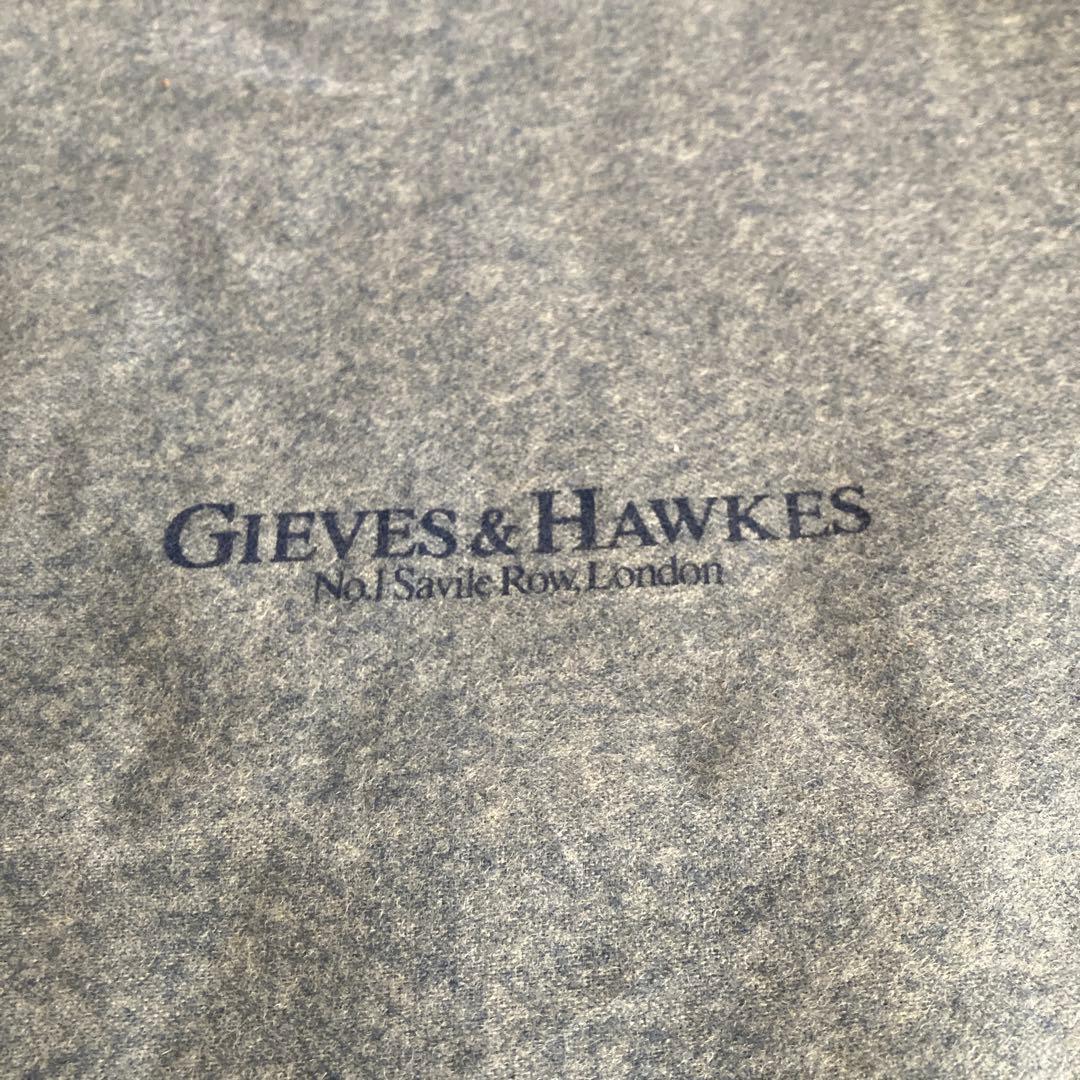 GIEVES & HAWKES
No.1 Savile Row, London